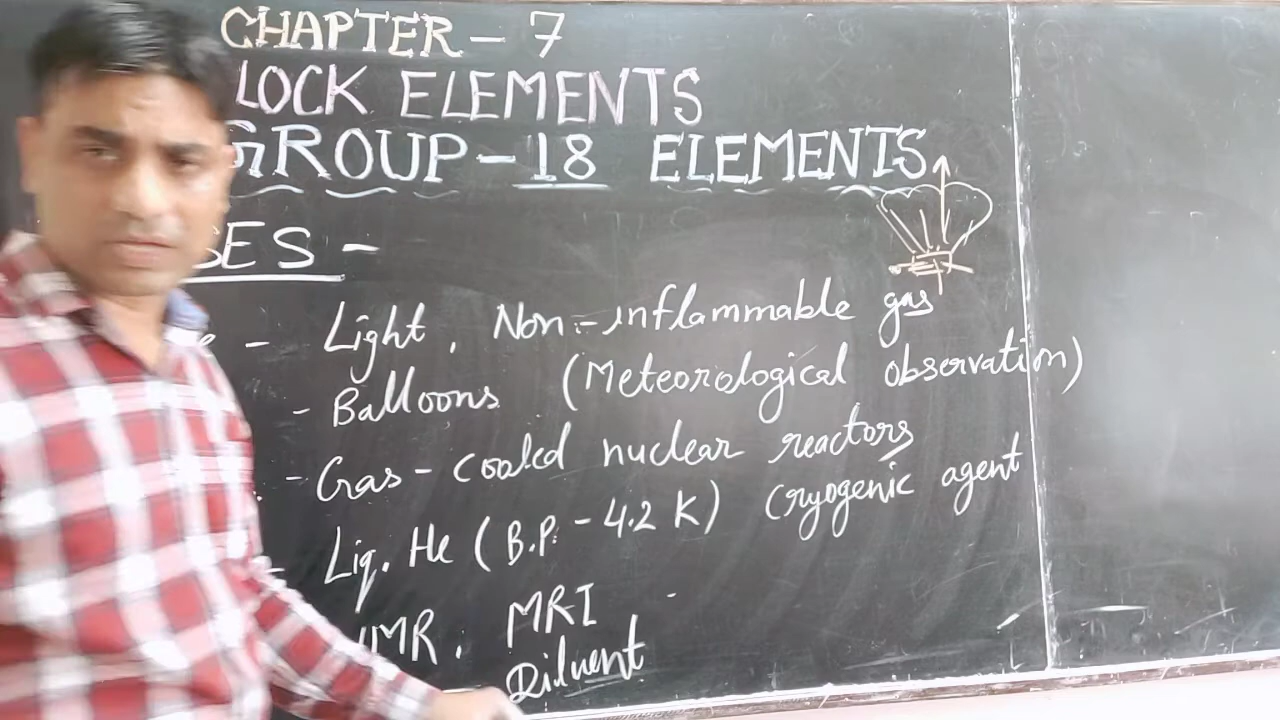 CHAPTER - 7
LOCK ELEMENTS
GROUP - 18 ELEMENTS
SES -
e - Light, Non-inflammable gas
- Balloons (Meteorological observation)
- Gas-cooled nuclear reactors
- Liq. He (B.P. - 4.2 K) Cryogenic agent
NMR, MRI
Diluent